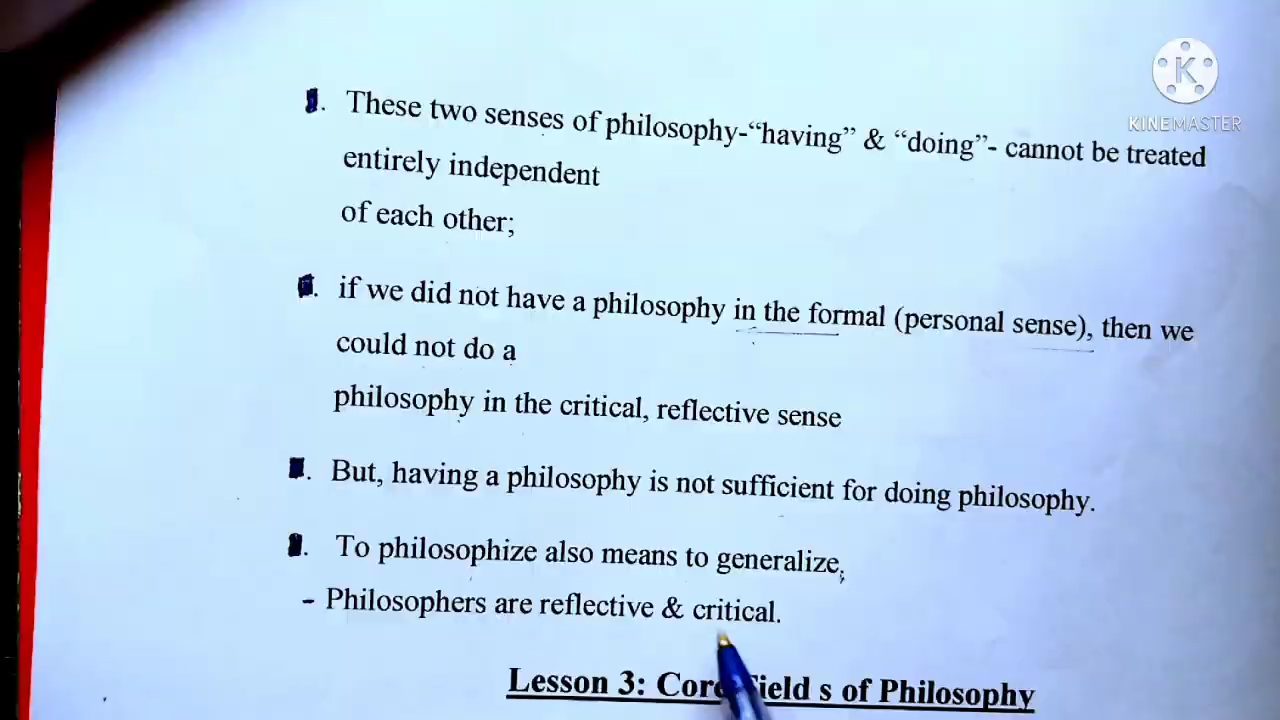 K
KINEMASTER
. These two senses of philosophy-“having” & “doing”- cannot be treated
entirely independent
of each other;
. if we did not have a philosophy in the formal (personal sense), then we
could not do a
philosophy in the critical, reflective sense
. But, having a philosophy is not sufficient for doing philosophy.
. To philosophize also means to generalize,
- Philosophers are reflective & critical.
Lesson 3: Core Field s of Philosophy